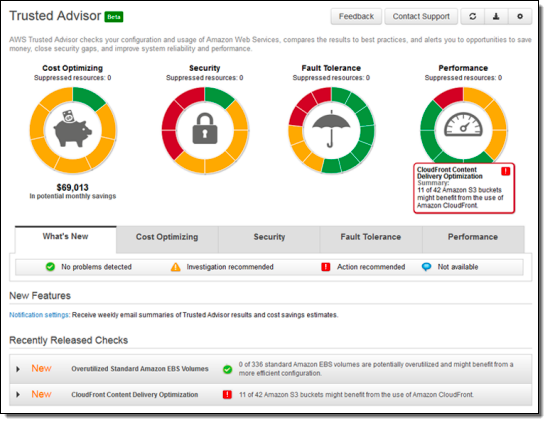 Trusted Advisor Beta
Feedback
Contact Support
AWS Trusted Advisor checks your configuration and usage of Amazon Web Services, compares the results to best practices, and alerts you to opportunities to save
money, close security gaps, and improve system reliability and performance.
Cost Optimizing
Suppressed resources: 0
$69,013
In potential monthly savings
Security
Suppressed resources: 0
Fault Tolerance
Suppressed resources: 0
Performance
Suppressed resources: 0
CloudFront Content
Delivery Optimization
Summary:
11 of 42 Amazon S3 buckets
might benefit from the use of
Amazon CloudFront.
What's New
Cost Optimizing
Security
Fault Tolerance
Performance
No problems detected
Investigation recommended
Action recommended
Not available
New Features
Notification settings: Receive weekly email summaries of Trusted Advisor results and cost savings estimates.
Recently Released Checks
New Overutilized Standard Amazon EBS Volumes
0 of 336 standard Amazon EBS volumes are potentially overutilized and might benefit from a
more efficient configuration.
New CloudFront Content Delivery Optimization
11 of 42 Amazon S3 buckets might benefit from the use of Amazon CloudFront.